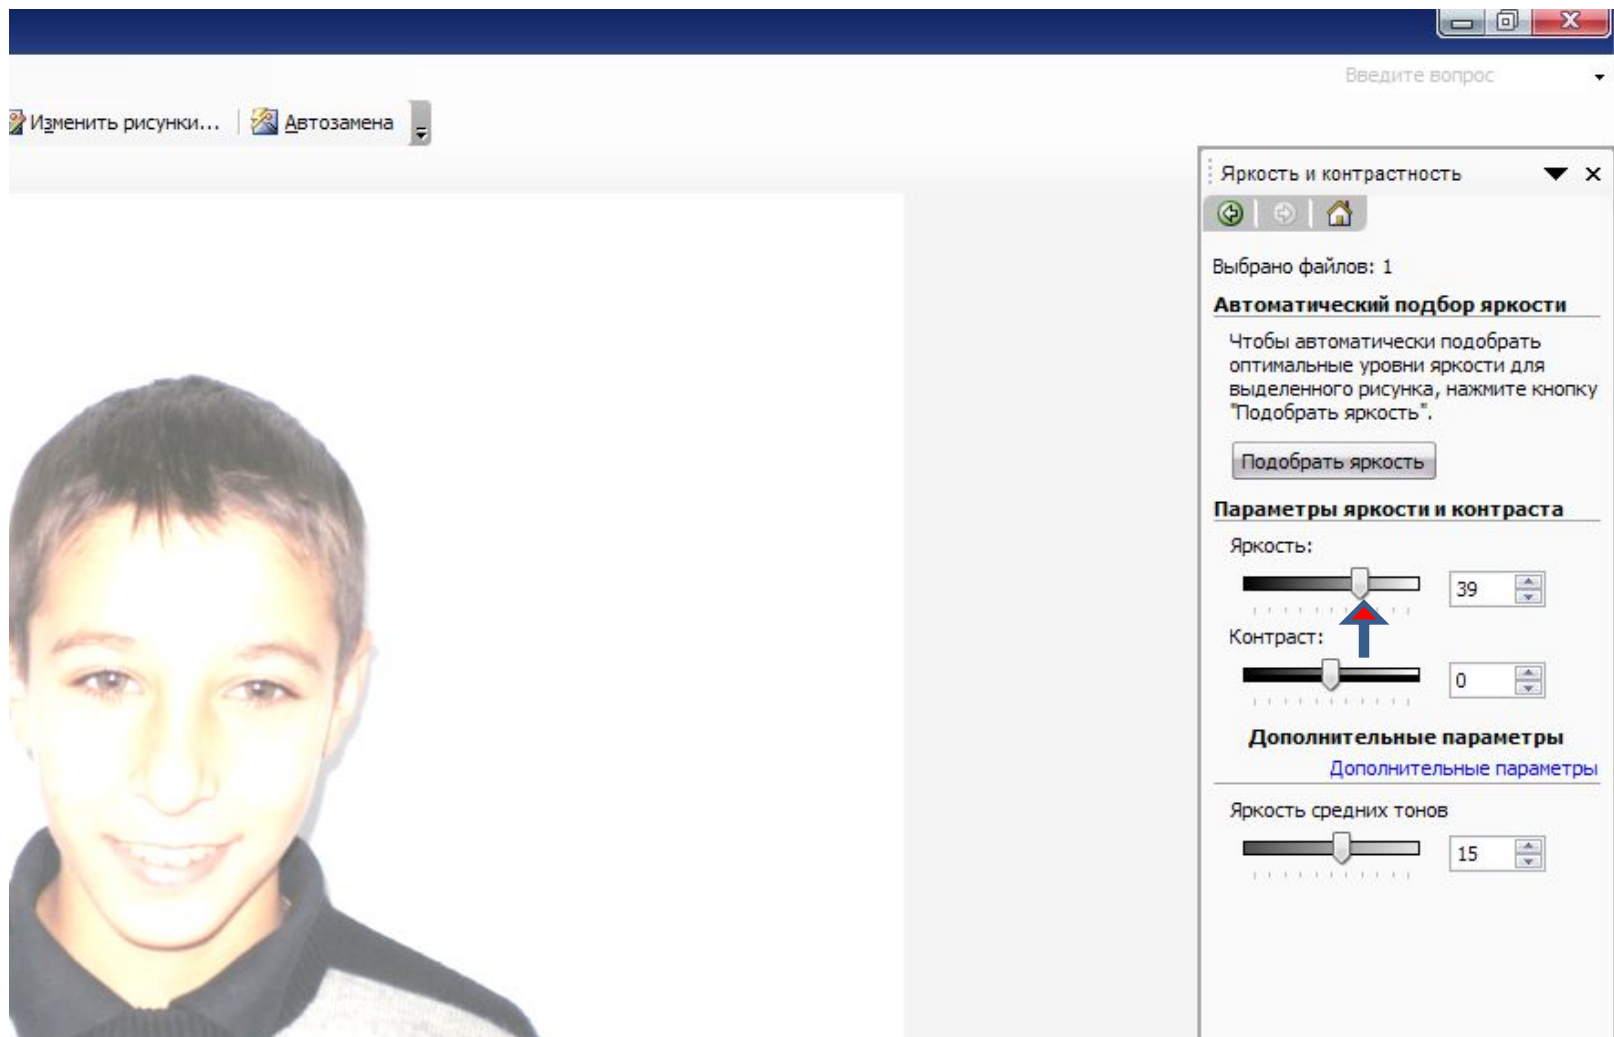 Введите вопрос
Изменить рисунки... Автозамена
Яркость и контрастность
Выбрано файлов: 1
Автоматический подбор яркости
Чтобы автоматически подобрать
оптимальные уровни яркости для
выделенного рисунка, нажмите кнопку
"Подобрать яркость".
Подобрать яркость
Параметры яркости и контраста
Яркость:
39
Контраст:
0
Дополнительные параметры
Дополнительные параметры
Яркость средних тонов
15